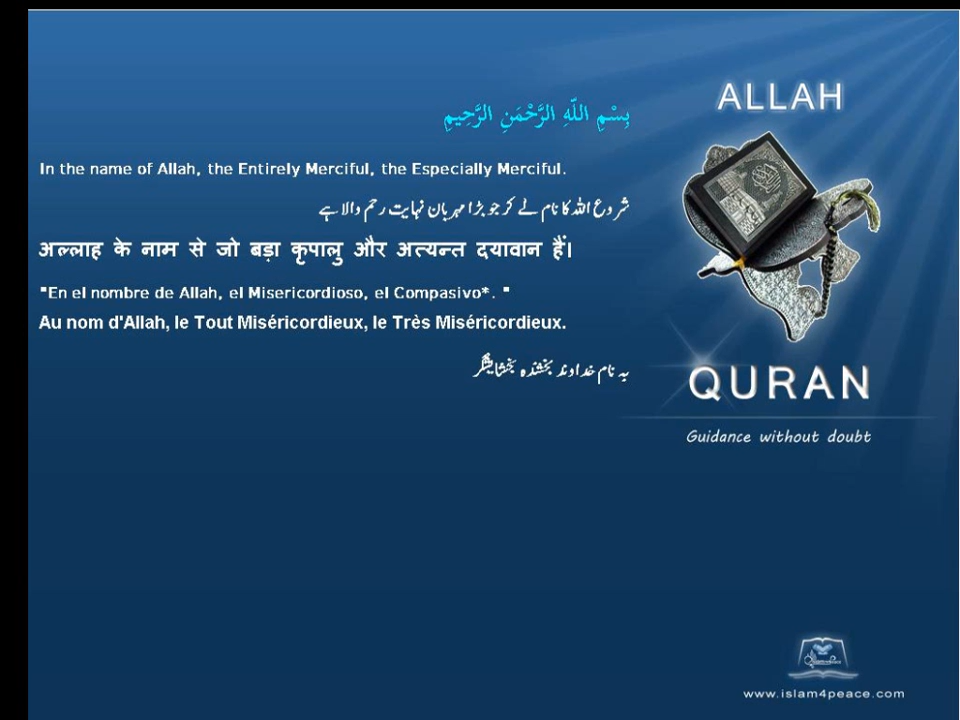 بِسْمِ اللَّهِ الرَّحْمَنِ الرَّحِيمِ
In the name of Allah, the Entirely Merciful, the Especially Merciful.
شروع الله کا نام لے کر جو بڑا مہربان نہایت رحم والا ہے
अल्लाह के नाम से जो बड़ा कृपालु और अत्यन्त दयावान हैं।
"En el nombre de Allah, el Misericordioso, el Compasivo*. "
Au nom d'Allah, le Tout Miséricordieux, le Très Miséricordieux.
به نام خداوند بخشنده بخشایشگر
ALLAH
QURAN
Guidance without doubt
www.islam4peace.com